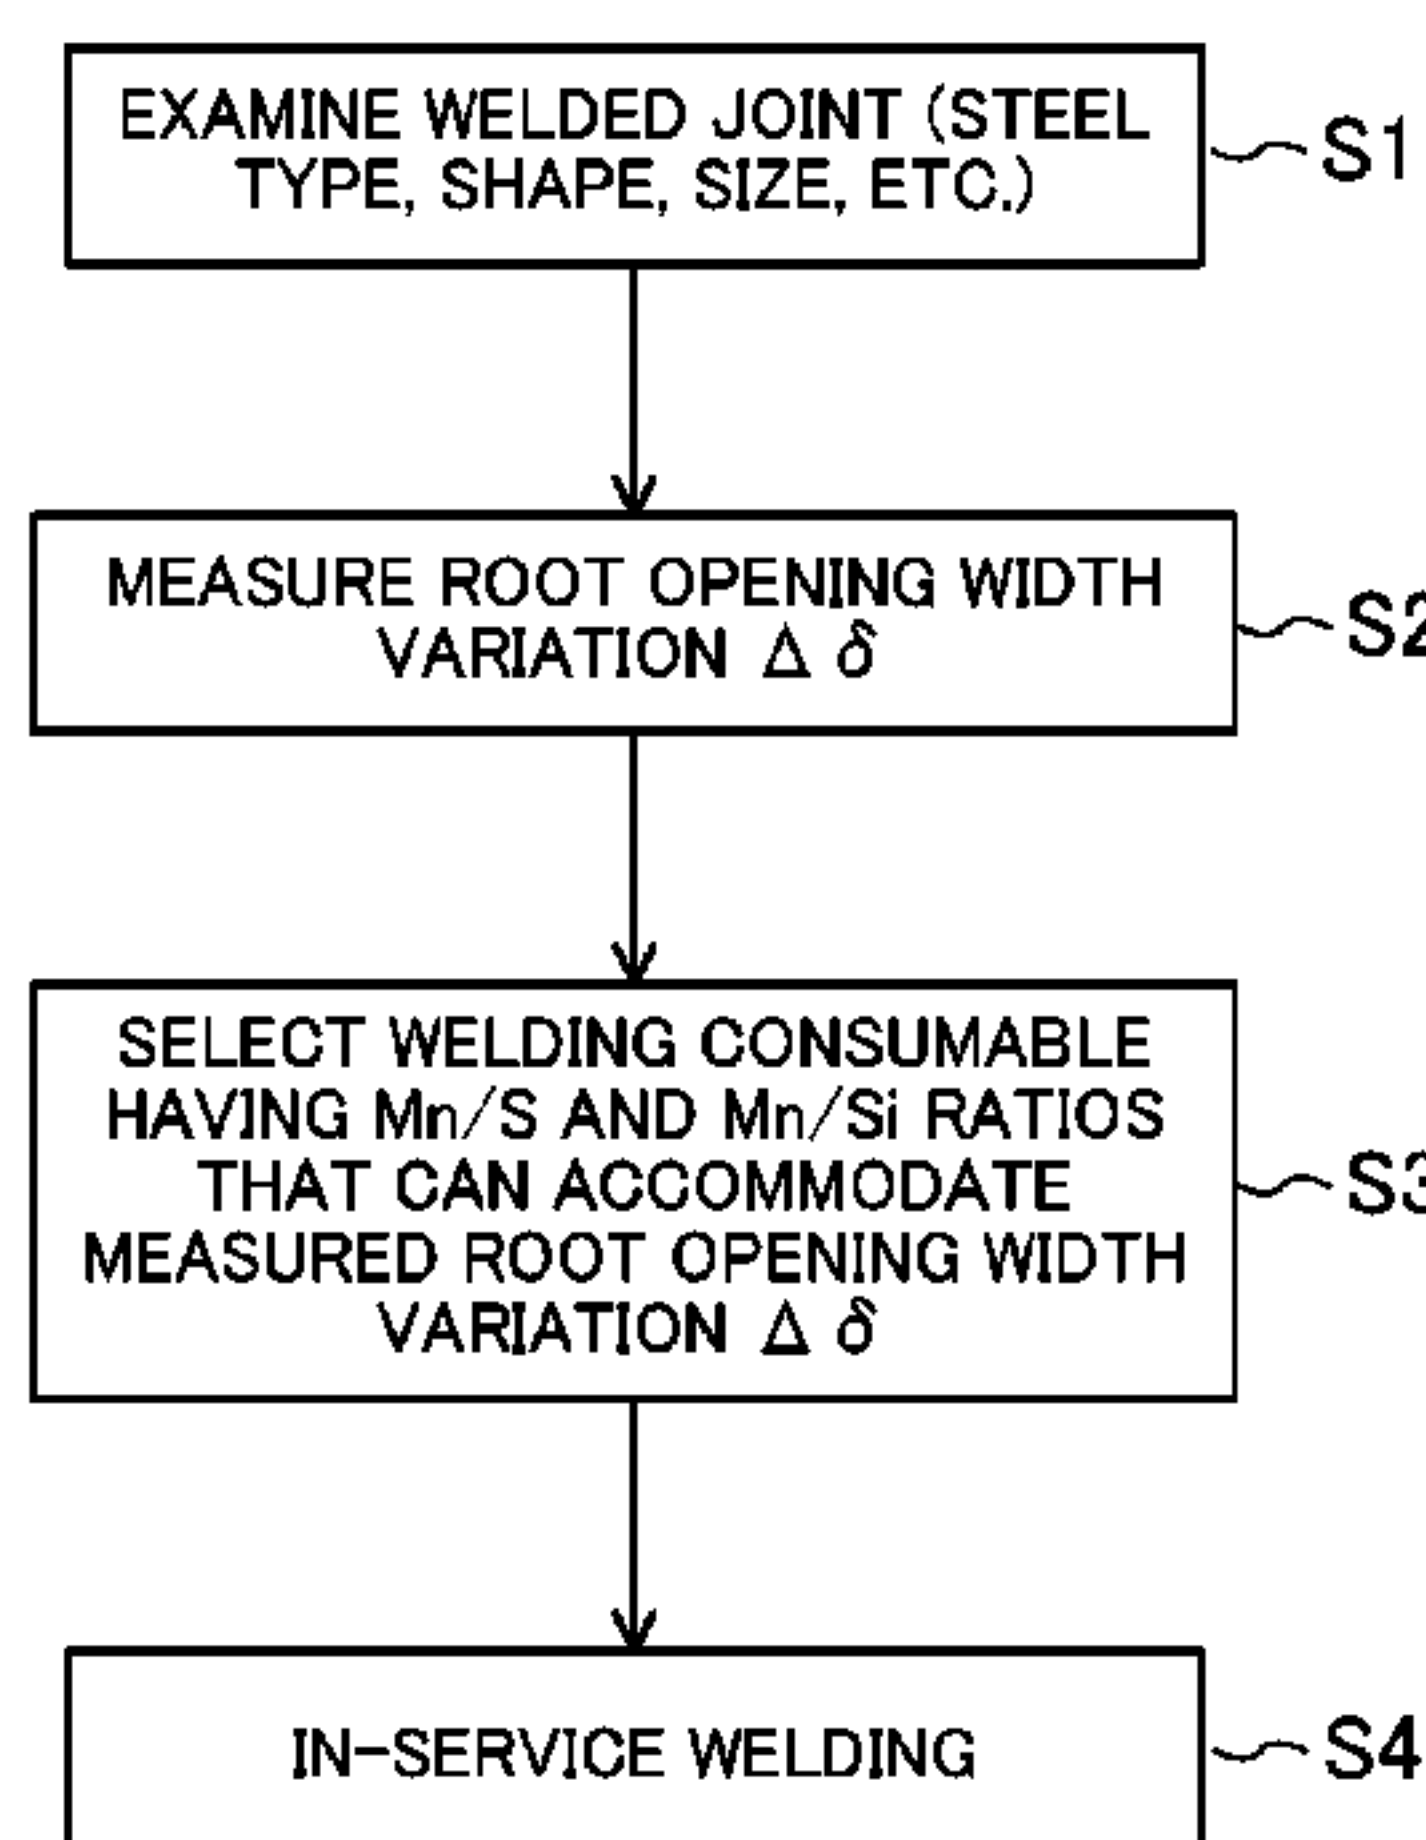 EXAMINE WELDED JOINT (STEEL
TYPE, SHAPE, SIZE, ETC.)
S1
MEASURE ROOT OPENING WIDTH
VARIATION Δ δ
S2
SELECT WELDING CONSUMABLE
HAVING Mn/S AND Mn/Si RATIOS
THAT CAN ACCOMMODATE
MEASURED ROOT OPENING WIDTH
VARIATION Δ δ
S3
IN-SERVICE WELDING
S4